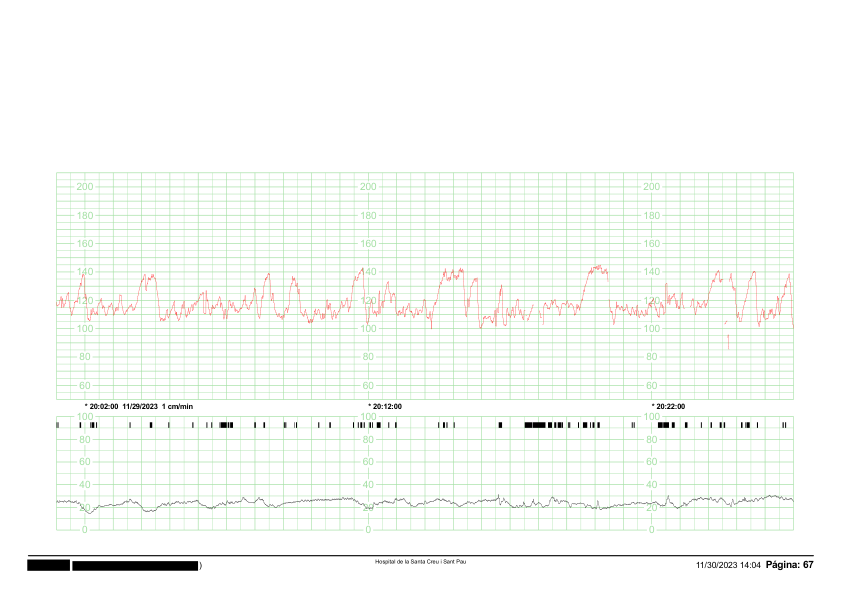 200 200 200
180 180 180
160 160 160
140 140 140
120 120 120
100 100 100
80 80 80
60 60 60
* 20:02:00 11/29/2023 1 cm/min * 20:12:00 * 20:22:00
100 100 100
80 80 80
60 60 60
40 40 40
20 20 20
0 0 0
) Hospital de la Santa Creu i Sant Pau 11/30/2023 14:04 Página: 67